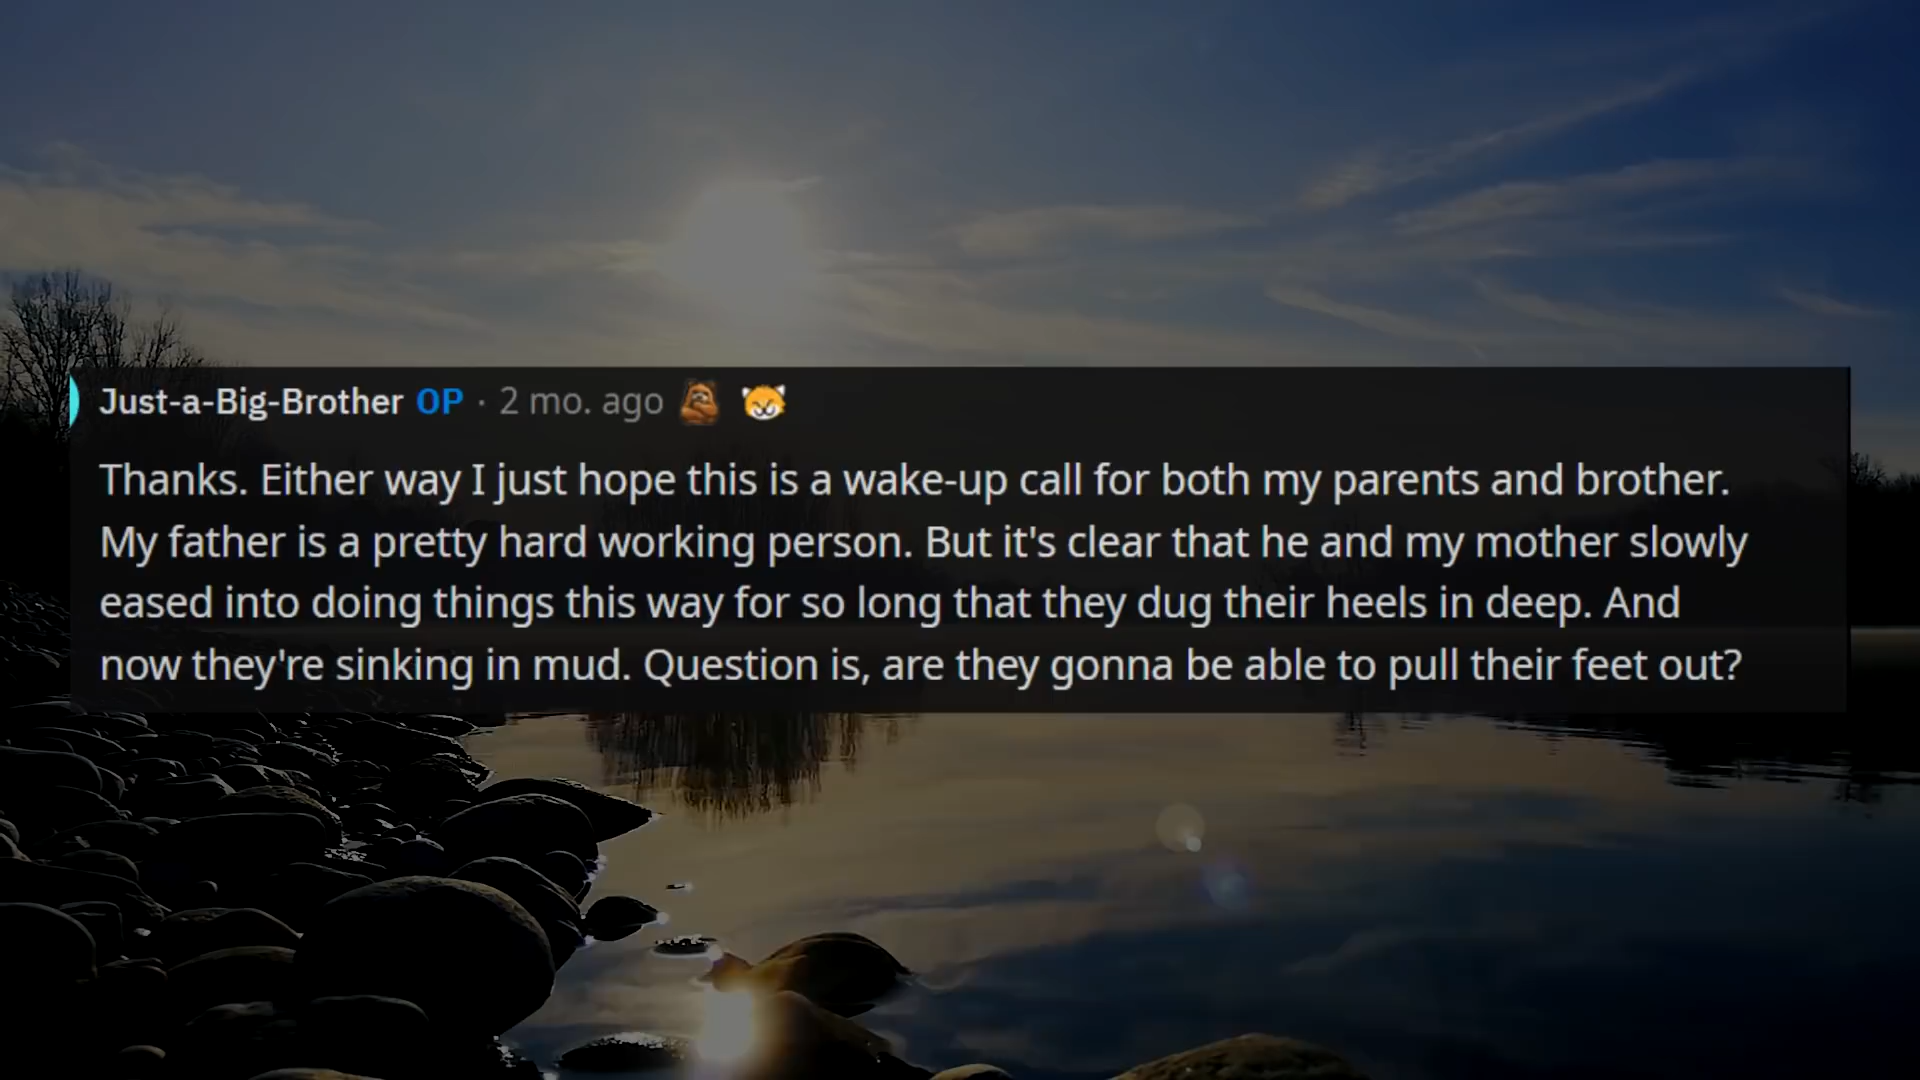 Just-a-Big-Brother OP · 2 mo. ago
Thanks. Either way I just hope this is a wake-up call for both my parents and brother.
My father is a pretty hard working person. But it's clear that he and my mother slowly
eased into doing things this way for so long that they dug their heels in deep. And
now they're sinking in mud. Question is, are they gonna be able to pull their feet out?